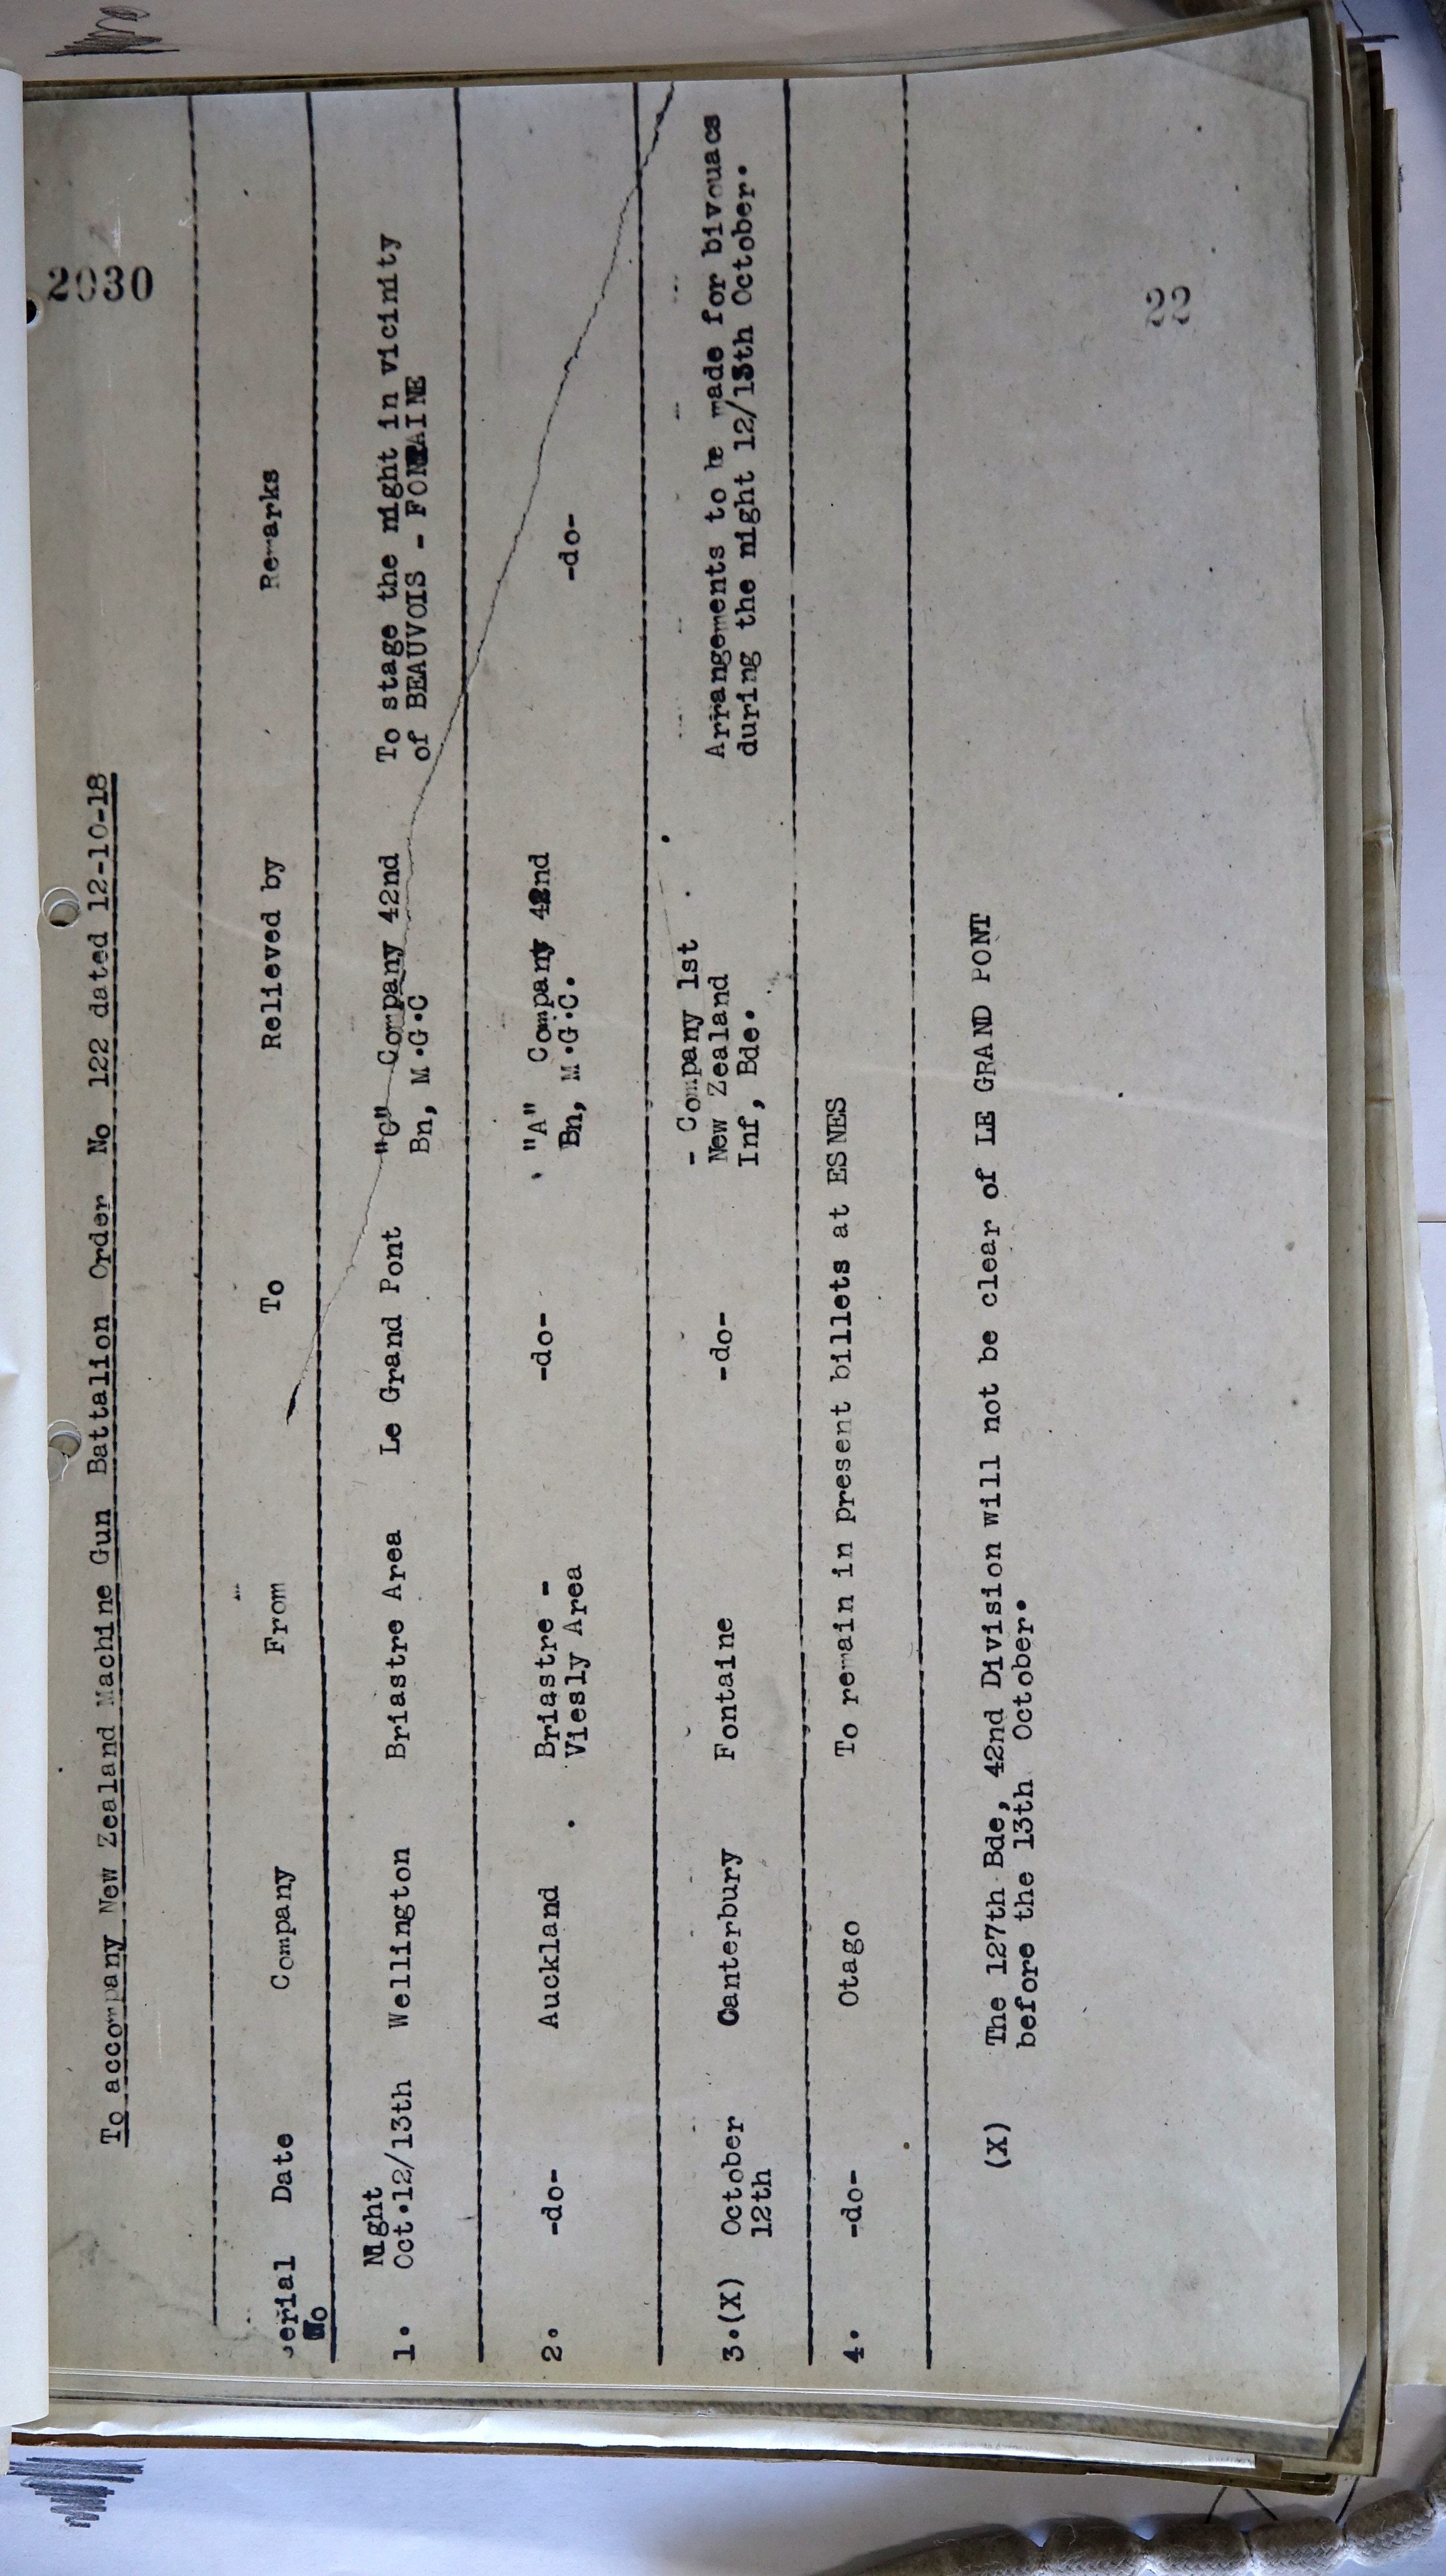 2030
To accompany New Zealand Machine Gun Battalion Order No 122 dated 12-10-18
erial Date Company From To Relieved by Remarks
No
Night
1. Oct.12/13th Wellington Briastre Area Le Grand Pont "C" Company 42nd To stage the night in vicinity
Bn, M.G.C of BEAUVOIS - FONTAINE
2. -do- Auckland Briastre - -do- "A" Company 42nd -do-
Viesly Area Bn, M.G.C.
- Company 1st
3.(X) October Canterbury Fontaine -do- New Zealand Arrangements to be made for bivouacs
12th Inf, Bde. during the night 12/13th October.
4. -do- Otago To remain in present billets at ESNES
(X) The 127th Bde, 42nd Division will not be clear of LE GRAND PONT
before the 13th October.
22